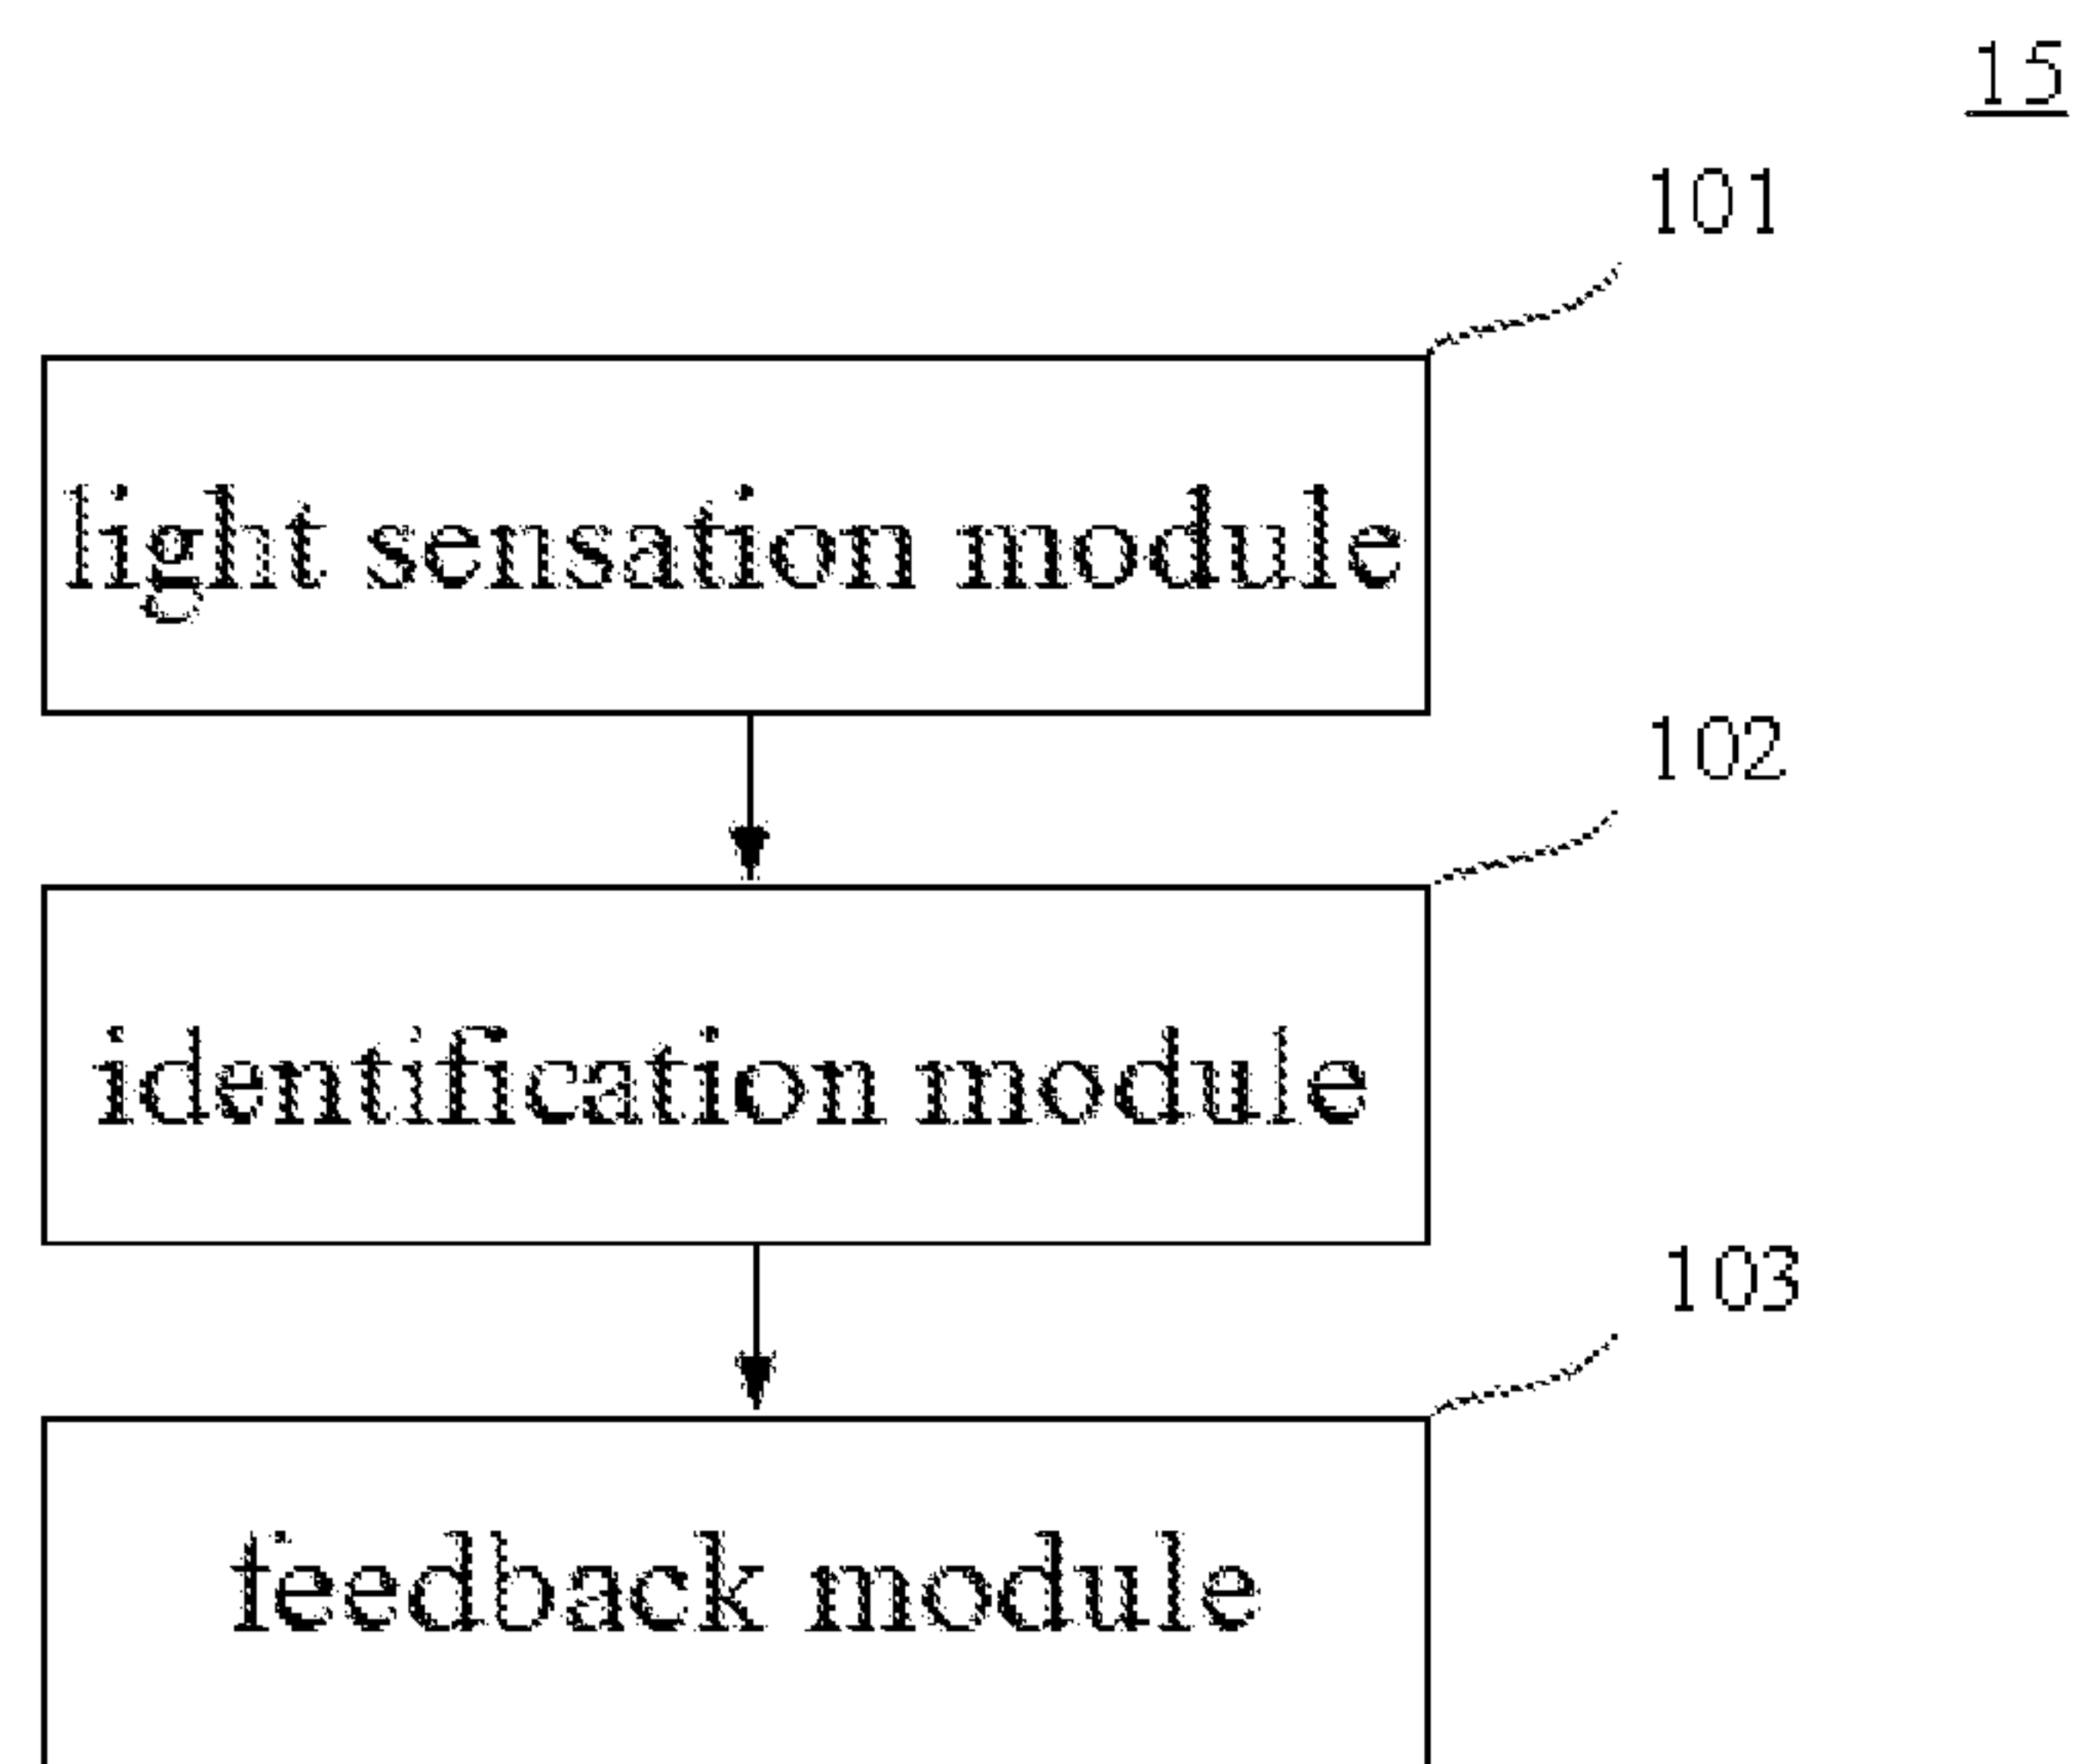 15
101
light sensation module
102
identification module
103
feedback module